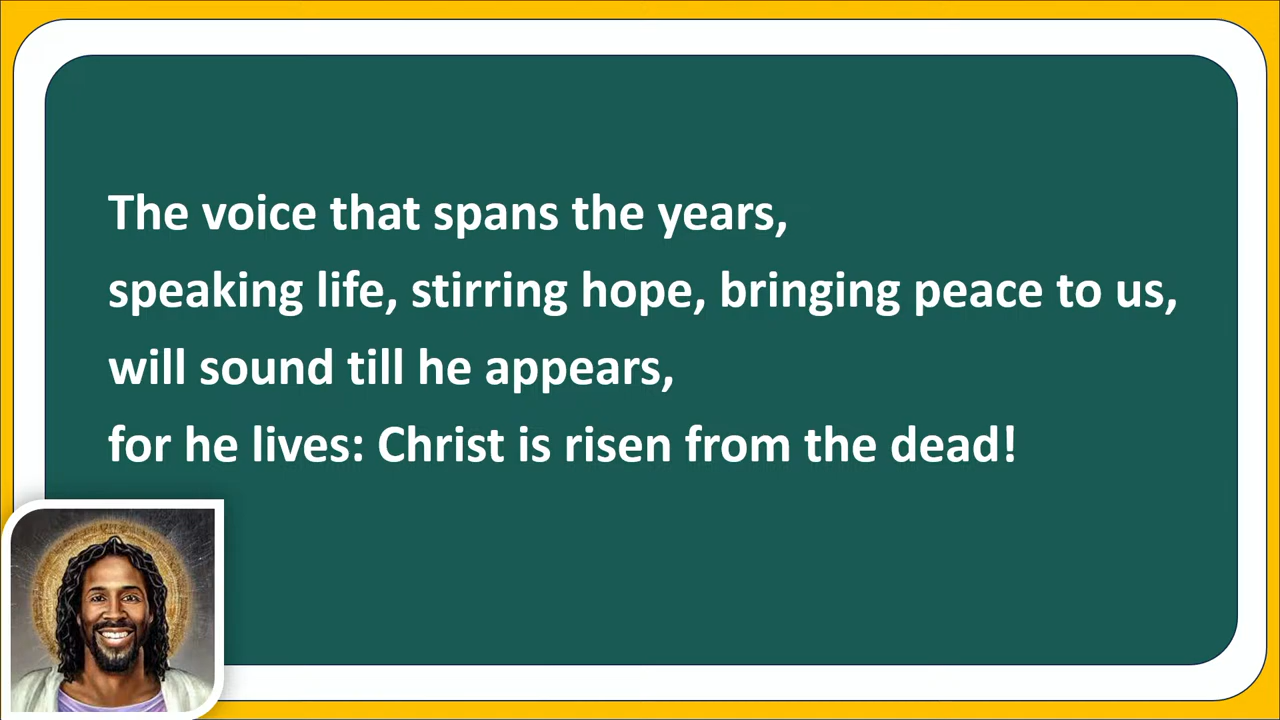 The voice that spans the years,
speaking life, stirring hope, bringing peace to us,
will sound till he appears,
for he lives: Christ is risen from the dead!